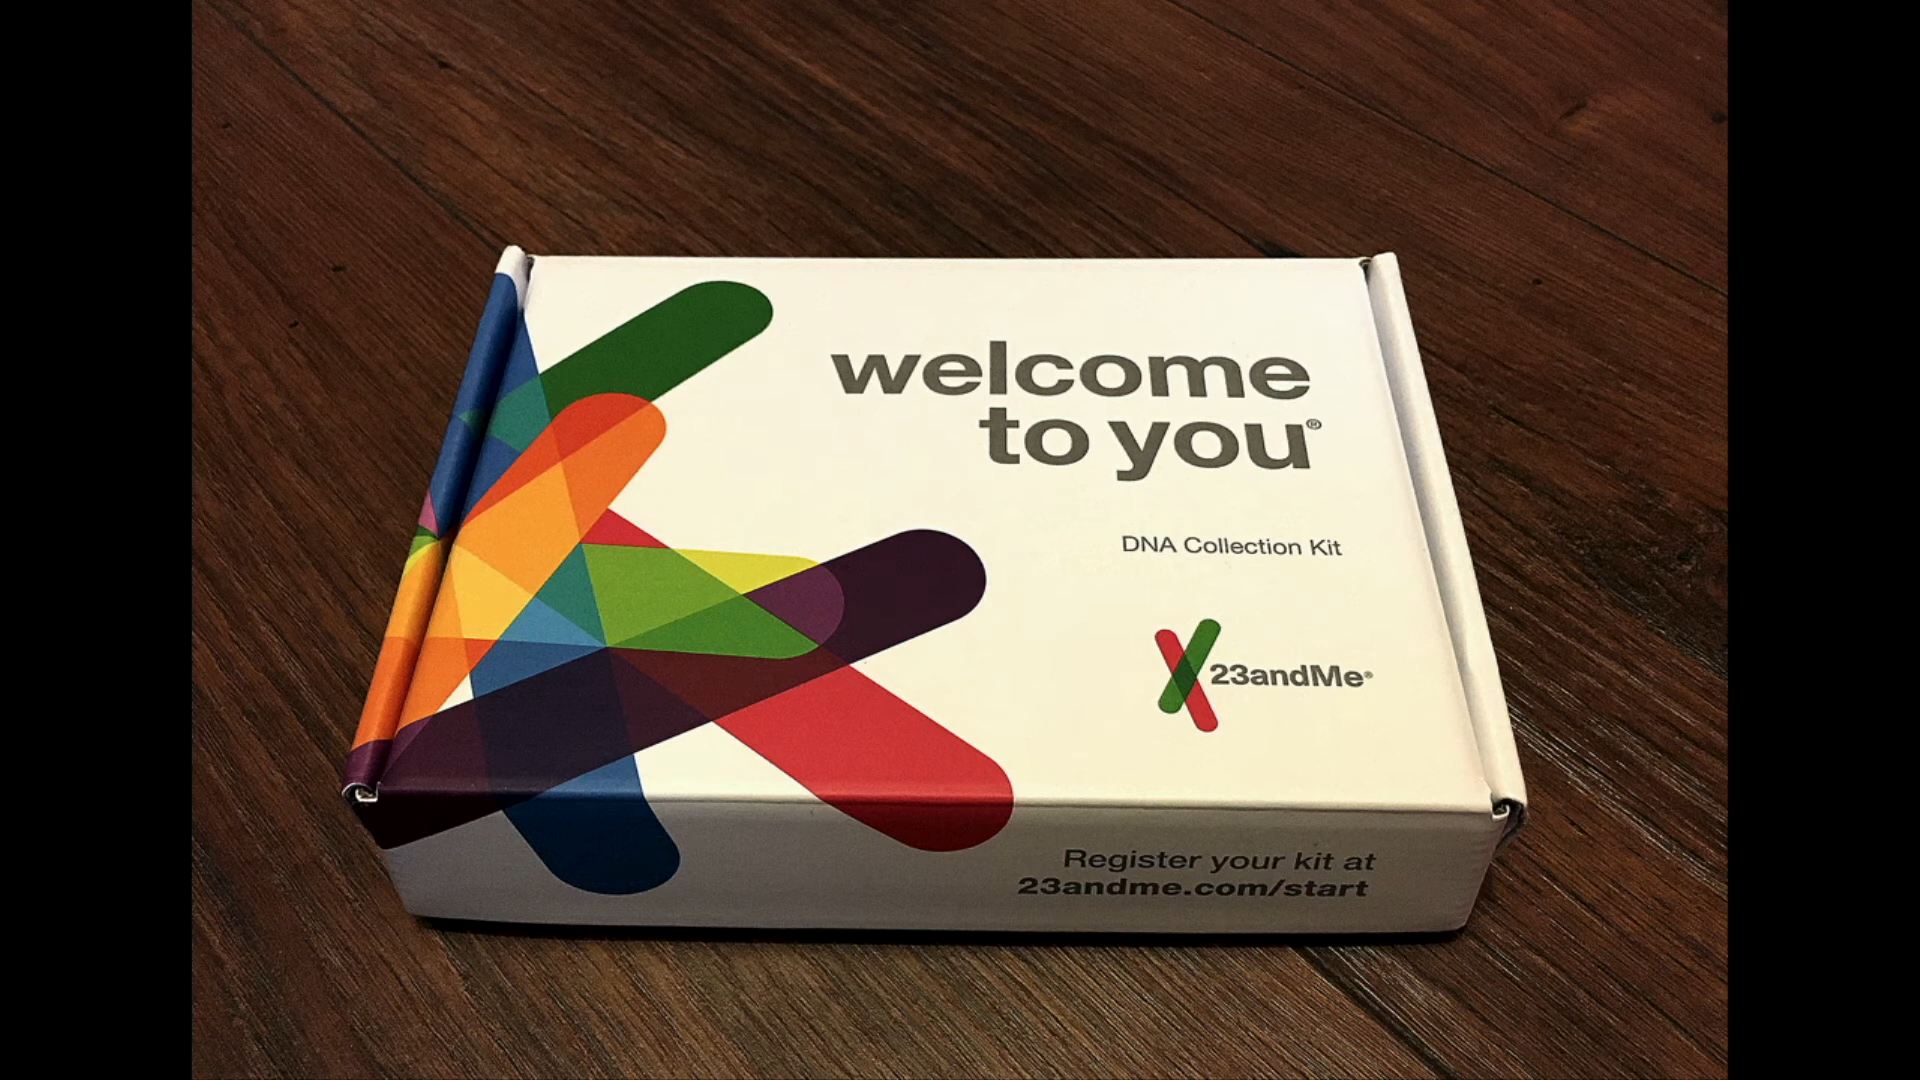 welcome
to you®
DNA Collection Kit
23andMe®
Register your kit at
23andme.com/start